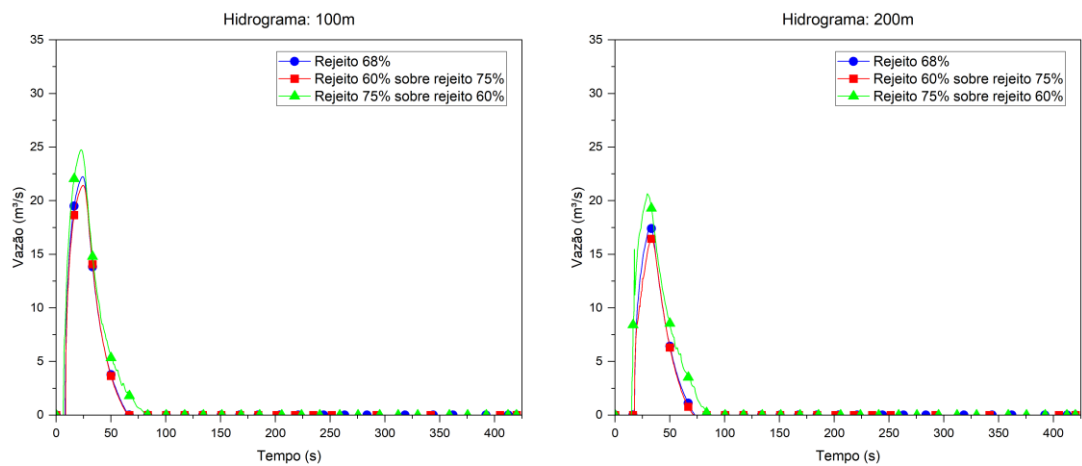 Hidrograma: 100m
35
30
25
20
15
10
5
0
Vazão (m³/s)
Rejeito 68%
Rejeito 60% sobre rejeito 75%
Rejeito 75% sobre rejeito 60%
0 50 100 150 200 250 300 350 400
Tempo (s)
Hidrograma: 200m
35
30
25
20
15
10
5
0
Vazão (m³/s)
Rejeito 68%
Rejeito 60% sobre rejeito 75%
Rejeito 75% sobre rejeito 60%
0 50 100 150 200 250 300 350 400
Tempo (s)